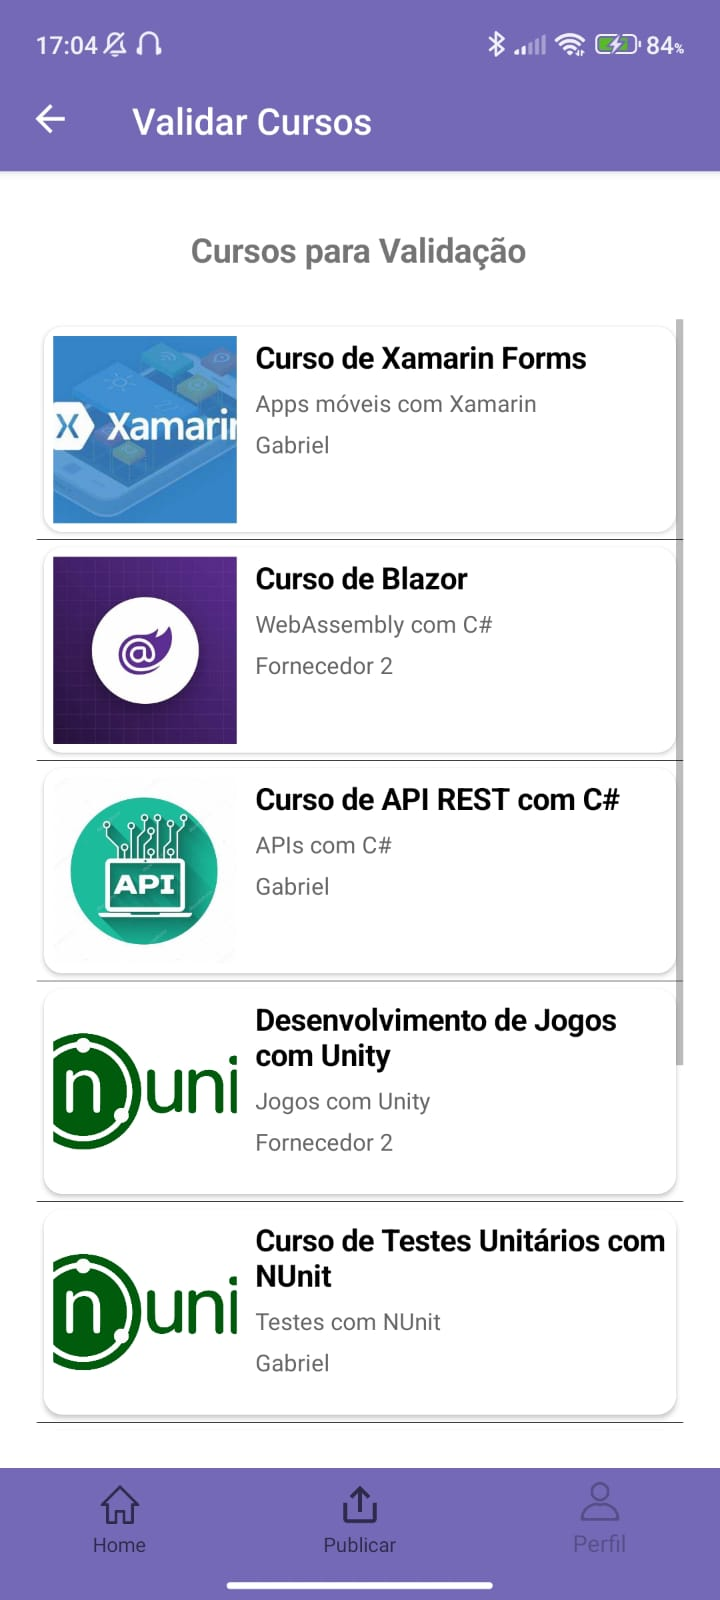 17:04 84%
Validar Cursos
Cursos para Validação
Xamarin
Curso de Xamarin Forms
Apps móveis com Xamarin
Gabriel
Curso de Blazor
WebAssembly com C#
Fornecedor 2
API
Curso de API REST com C#
APIs com C#
Gabriel
nuni
Desenvolvimento de Jogos
com Unity
Jogos com Unity
Fornecedor 2
nuni
Curso de Testes Unitários com
NUnit
Testes com NUnit
Gabriel
Home Publicar Perfil